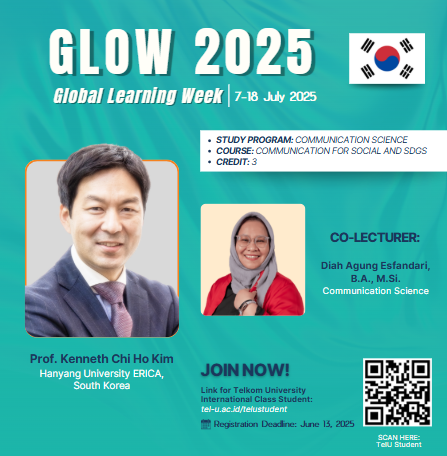 GLOW 2025
Global Learning Week | 7-18 July 2025
• STUDY PROGRAM: COMMUNICATION SCIENCE
• COURSE: COMMUNICATION FOR SOCIAL AND SDGS
• CREDIT: 3
CO-LECTURER:
Diah Agung Esfandari,
B.A., M.Si.
Communication Science
Prof. Kenneth Chi Ho Kim
Hanyang University ERICA,
South Korea
JOIN NOW!
Link for Telkom University
International Class Student:
tel-u.ac.id/telustudent
Registration Deadline: June 13, 2025
SCAN HERE:
TelU Student